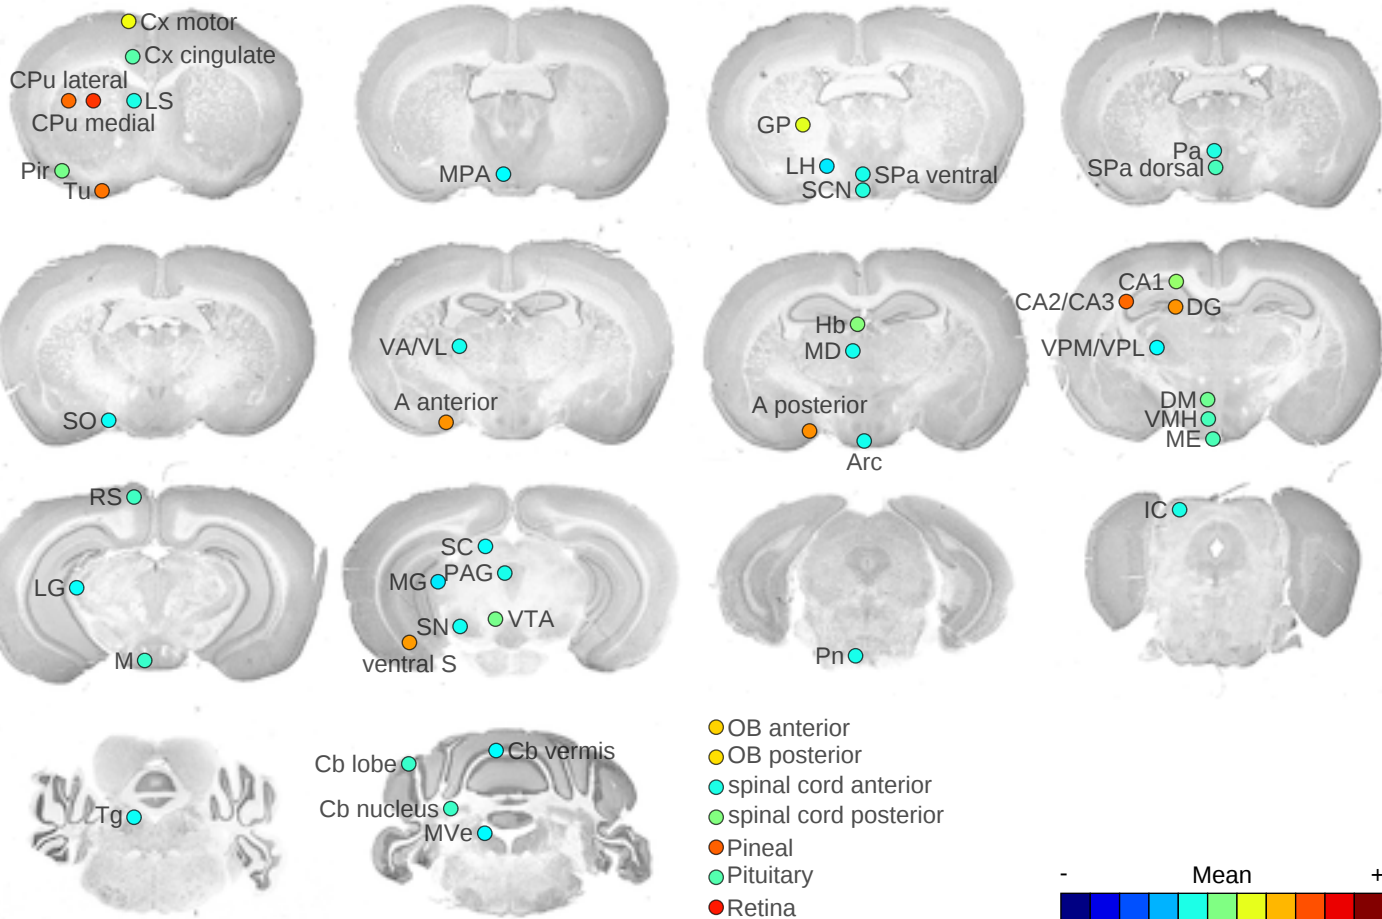 Cx motor
Cx cingulate
CPu lateral
LS
CPu medial
Pir
Tu
MPA
GP
LH
SPa ventral
SCN
Pa
SPa dorsal
SO
VA/VL
A anterior
Hb
MD
A posterior
Arc
CA1
CA2/CA3
DG
VPM/VPL
DM
VMH
ME
RS
LG
M
SC
MG
PAG
SN
VTA
ventral S
Pn
IC
Tg
Cb lobe
Cb vermis
Cb nucleus
MVe
OB anterior
OB posterior
spinal cord anterior
spinal cord posterior
Pineal
Pituitary
Retina
- Mean +